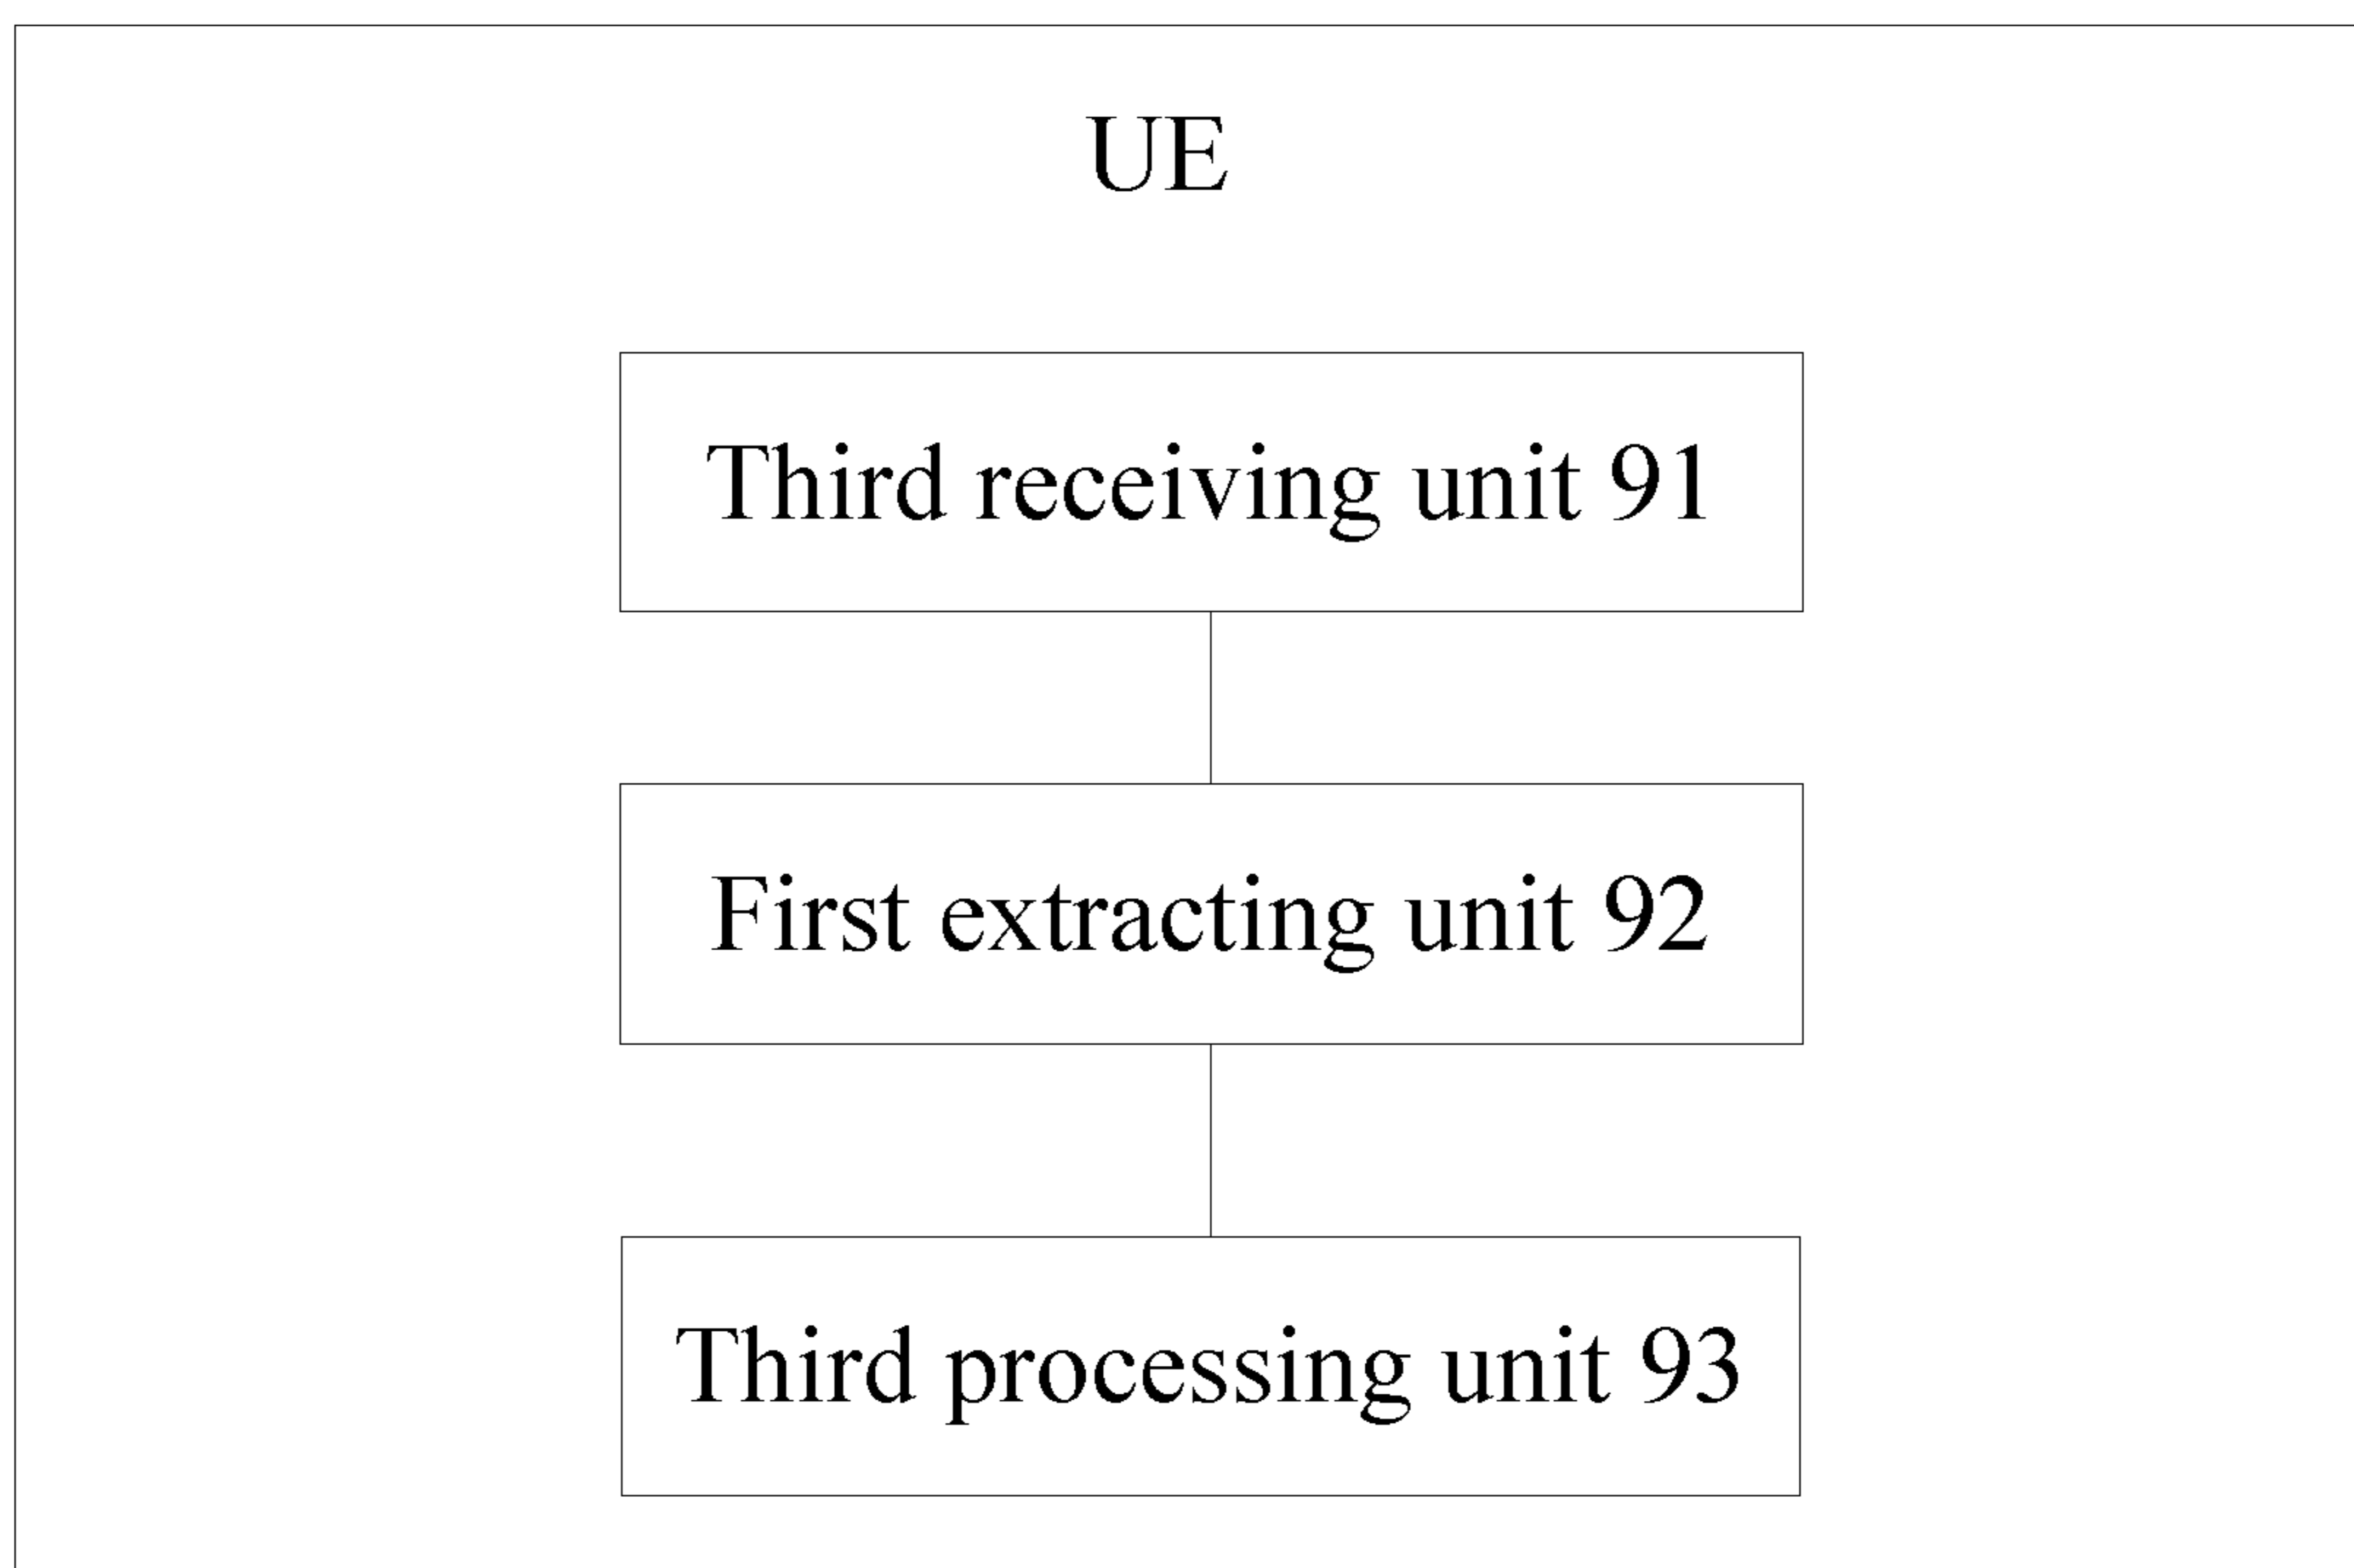 UE
Third receiving unit 91
First extracting unit 92
Third processing unit 93